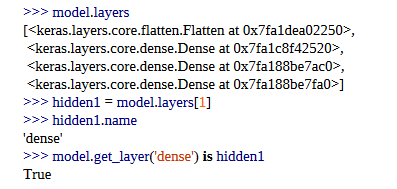 >>> model.layers
[<keras.layers.core.flatten.Flatten at 0x7fa1dea02250>,
<keras.layers.core.dense.Dense at 0x7fa1c8f42520>,
<keras.layers.core.dense.Dense at 0x7fa188be7ac0>,
<keras.layers.core.dense.Dense at 0x7fa188be7fa0>]
>>> hidden1 = model.layers[1]
>>> hidden1.name
'dense'
>>> model.get_layer('dense') is hidden1
True